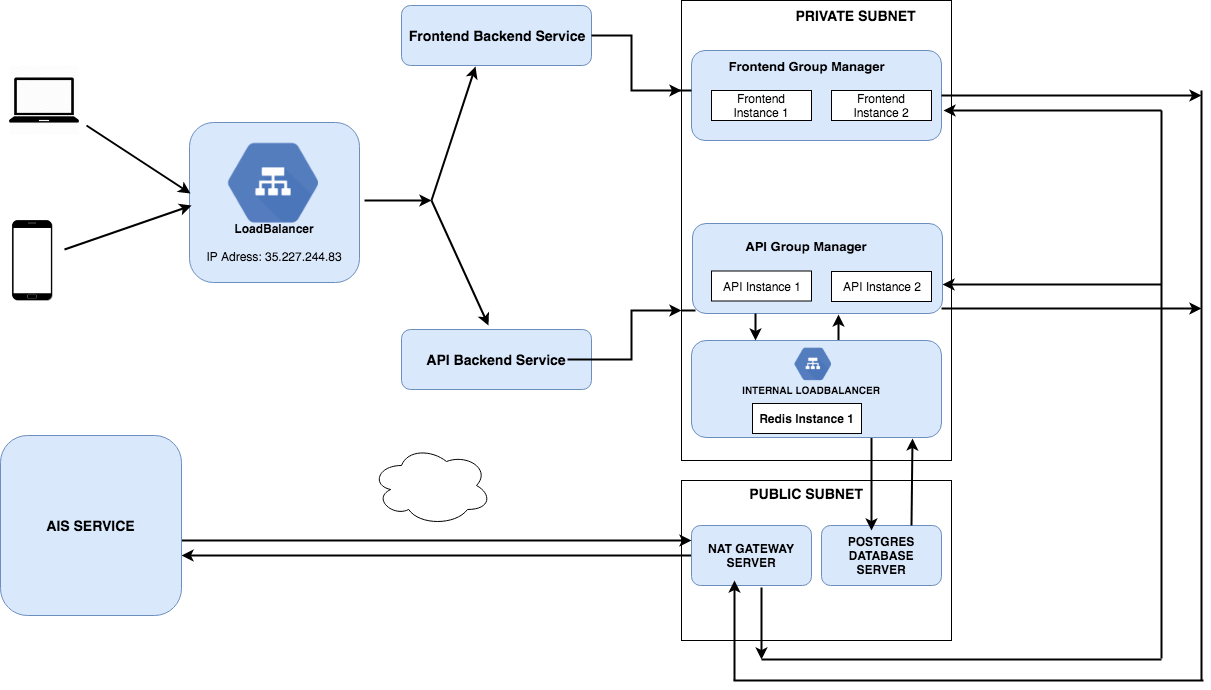 PRIVATE SUBNET
Frontend Backend Service
Frontend Group Manager
Frontend
Instance 1
Frontend
Instance 2
LoadBalancer
IP Adress: 35.227.244.83
API Group Manager
API Instance 1
API Instance 2
API Backend Service
INTERNAL LOADBALANCER
Redis Instance 1
PUBLIC SUBNET
AIS SERVICE
NAT GATEWAY
SERVER
POSTGRES
DATABASE
SERVER